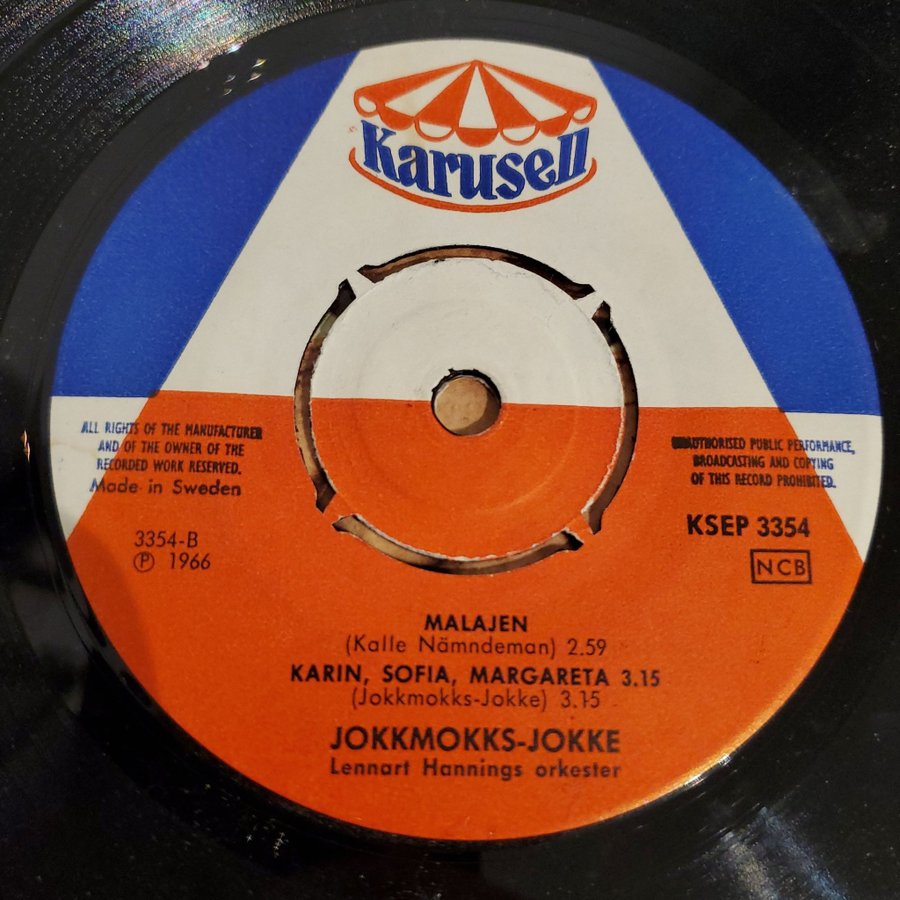 Karusell
ALL RIGHTS OF THE MANUFACTURER
AND OF THE OWNER OF THE
RECORDED WORK RESERVED.
Made in Sweden
UNAUTHORISED PUBLIC PERFORMANCE,
BROADCASTING AND COPYING
OF THIS RECORD PROHIBITED.
3354-B
Ⓟ 1966
KSEP 3354
NCB
MALAJEN
(Kalle Nämndeman) 2.59
KARIN, SOFIA, MARGARETA 3.15
(Jokkmokks-Jokke) 3.15
JOKKMOKKS-JOKKE
Lennart Hannings orkester